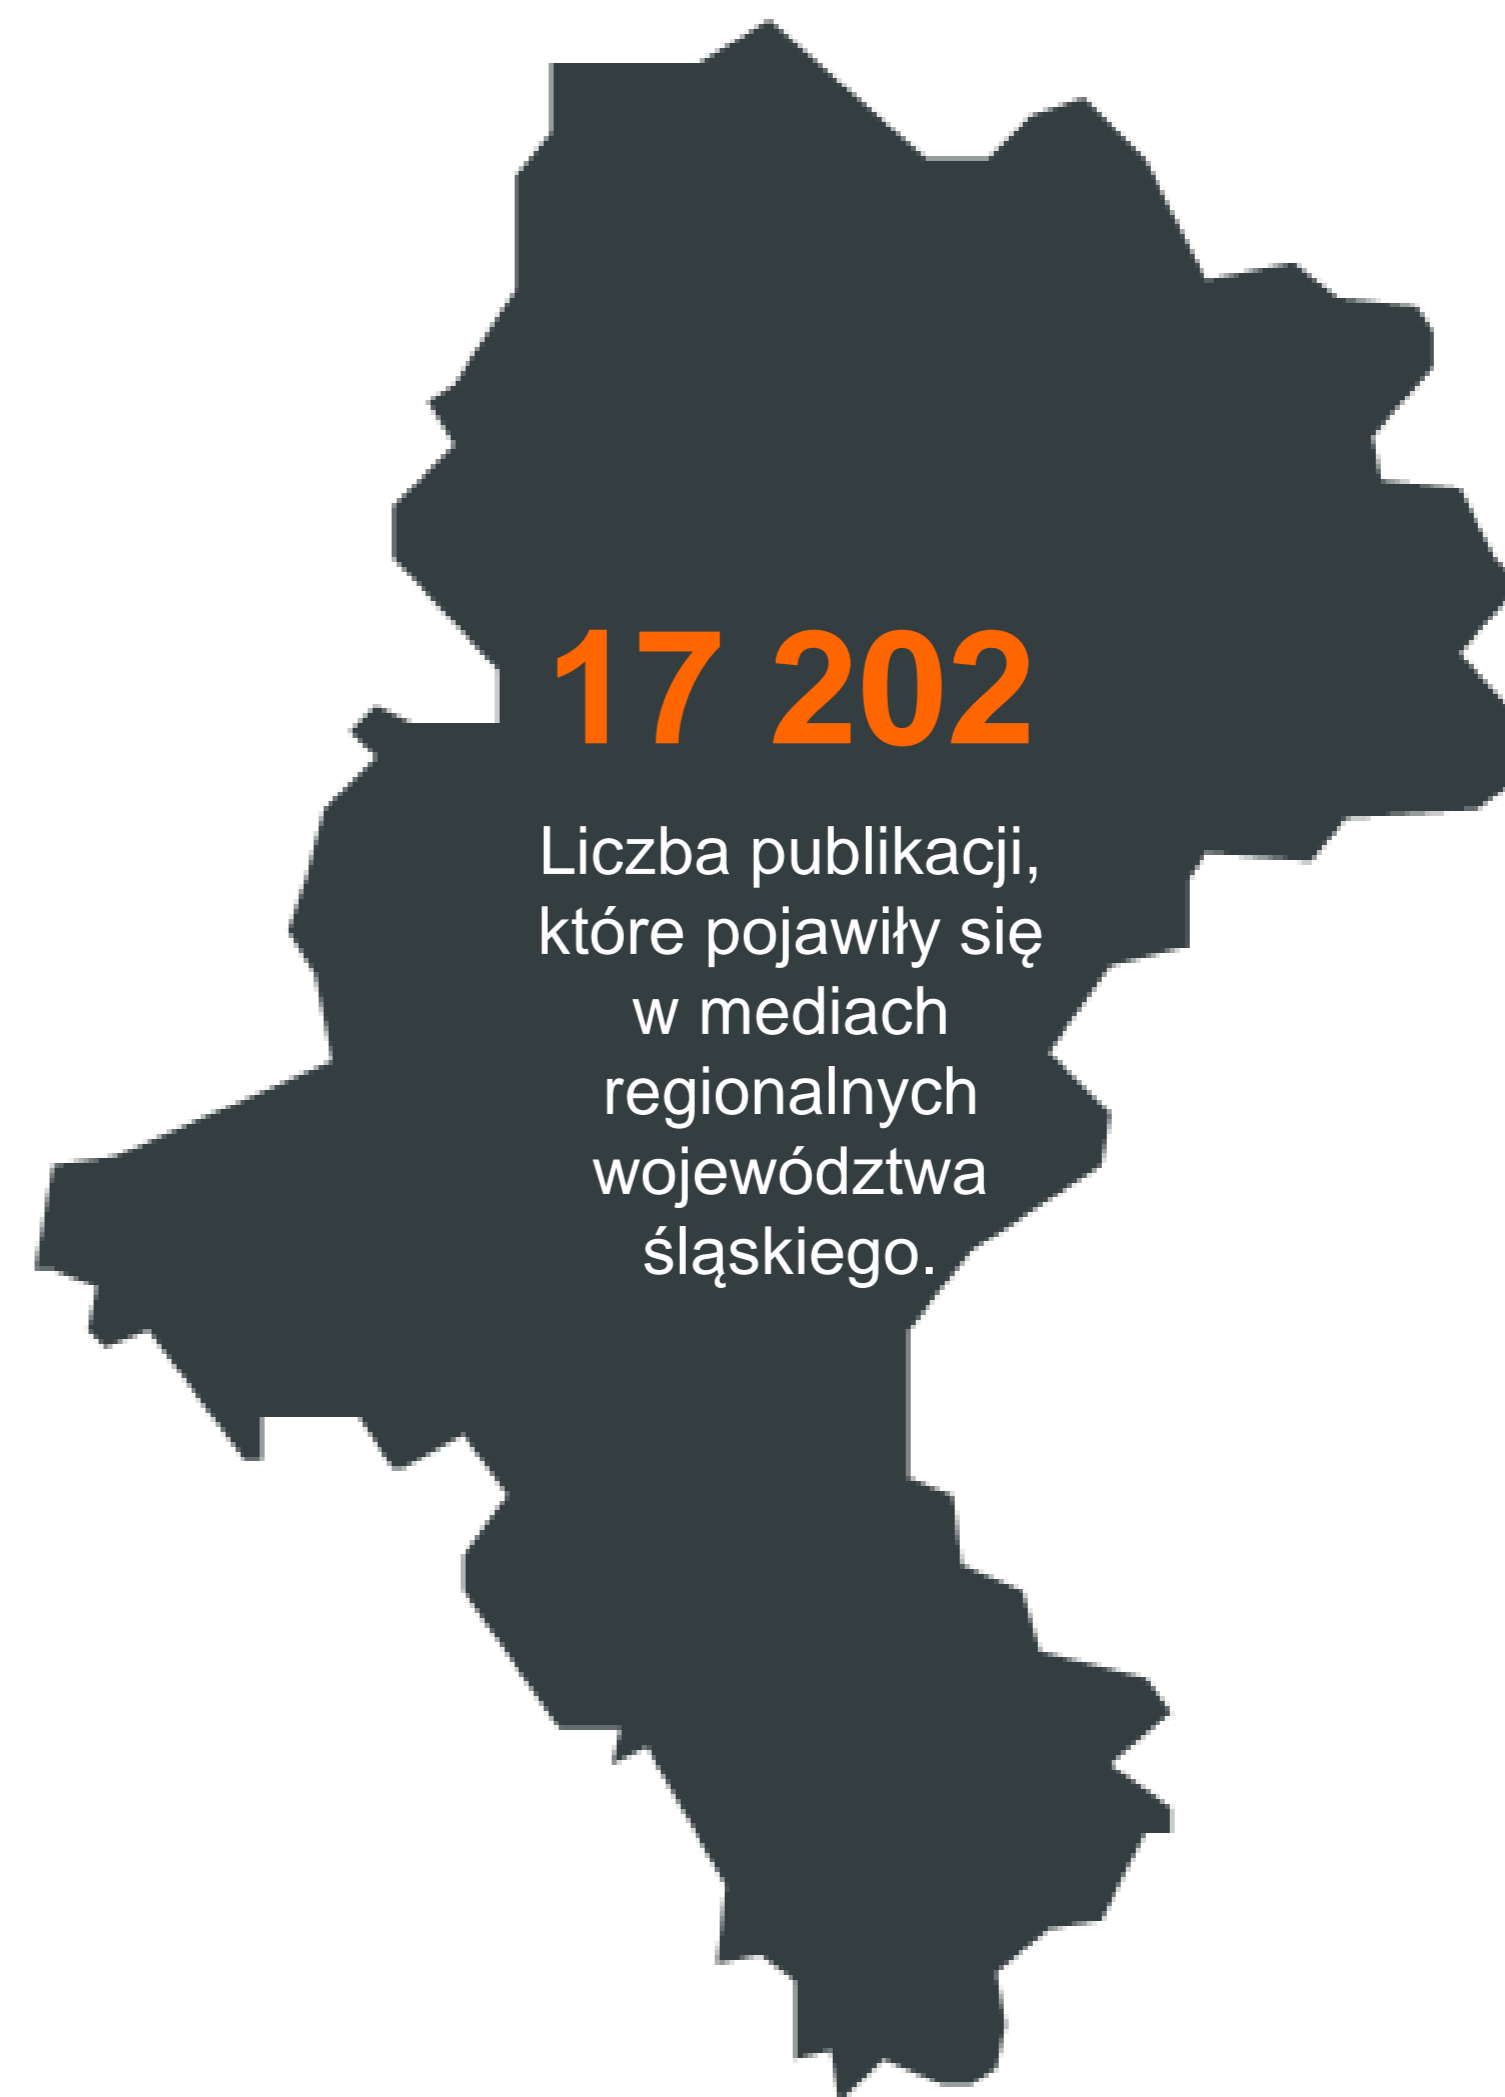 17 202
Liczba publikacji,
które pojawiły się
w mediach
regionalnych
województwa
śląskiego.